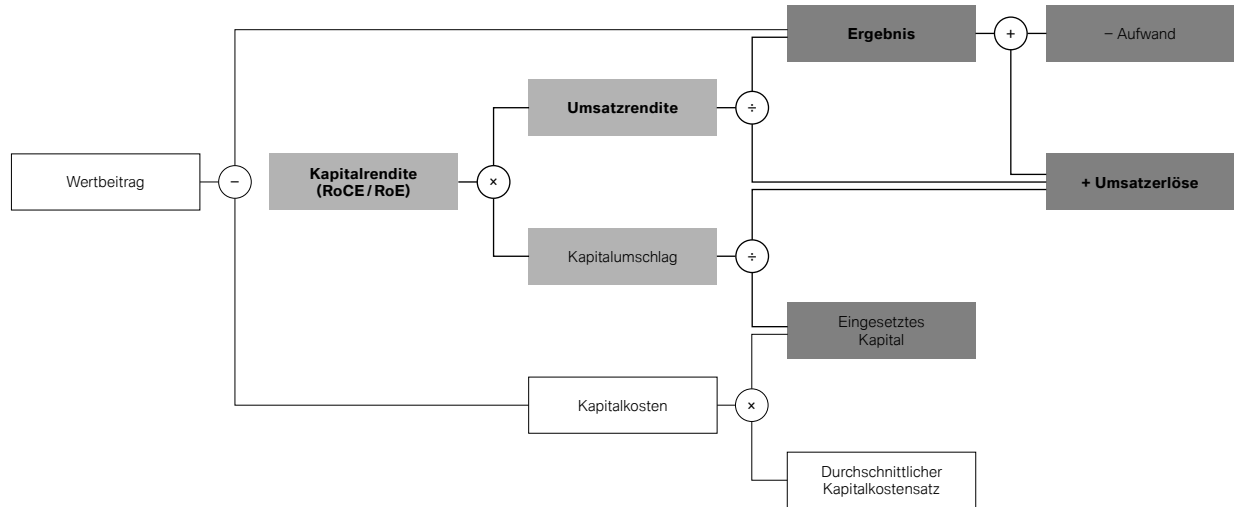 Ergebnis
+
– Aufwand
Umsatzrendite
÷
Wertbeitrag
–
Kapitalrendite
(RoCE / RoE)
×
+ Umsatzerlöse
Kapitalumschlag
÷
Eingesetztes
Kapital
Kapitalkosten
×
Durchschnittlicher
Kapitalkostensatz